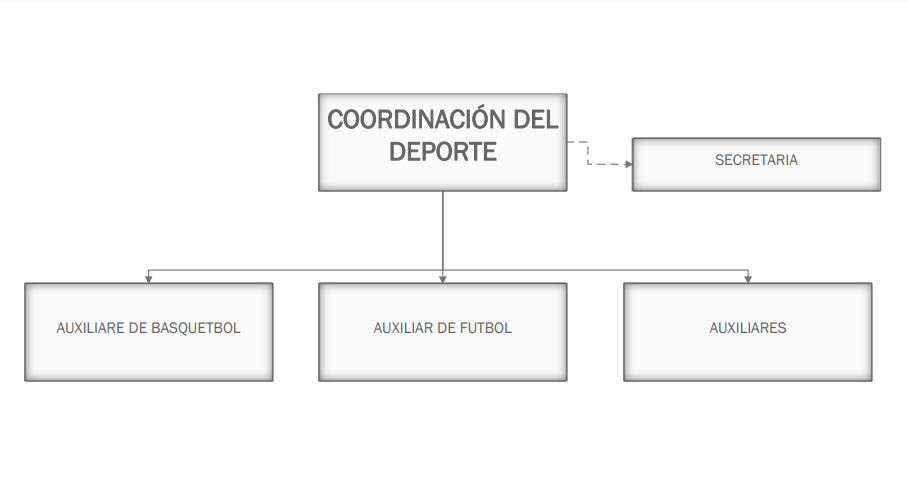 COORDINACIÓN DEL
DEPORTE
SECRETARIA
AUXILIARE DE BASQUETBOL
AUXILIAR DE FUTBOL
AUXILIARES